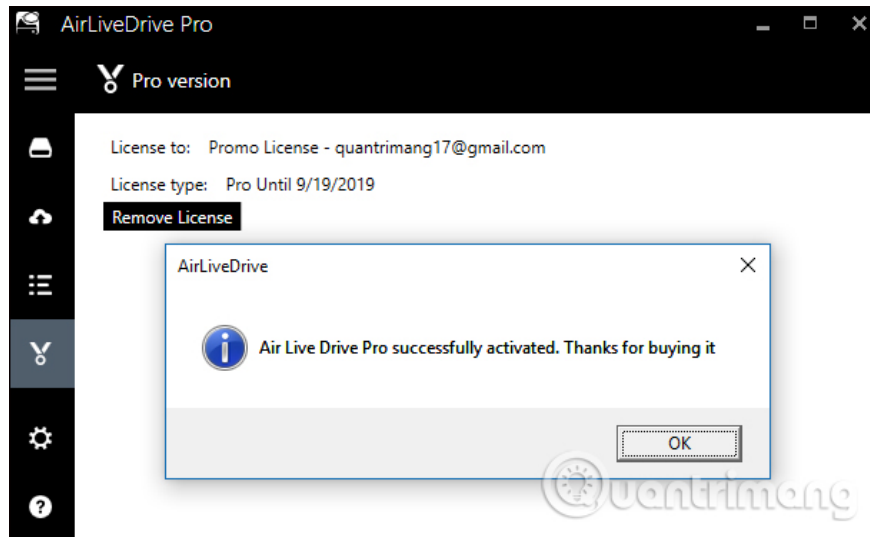 AirLiveDrive Pro
Pro version
License to: Promo License - quantrimang17@gmail.com
License type: Pro Until 9/19/2019
Remove License
AirLiveDrive
Air Live Drive Pro successfully activated. Thanks for buying it
OK
Quantrimang